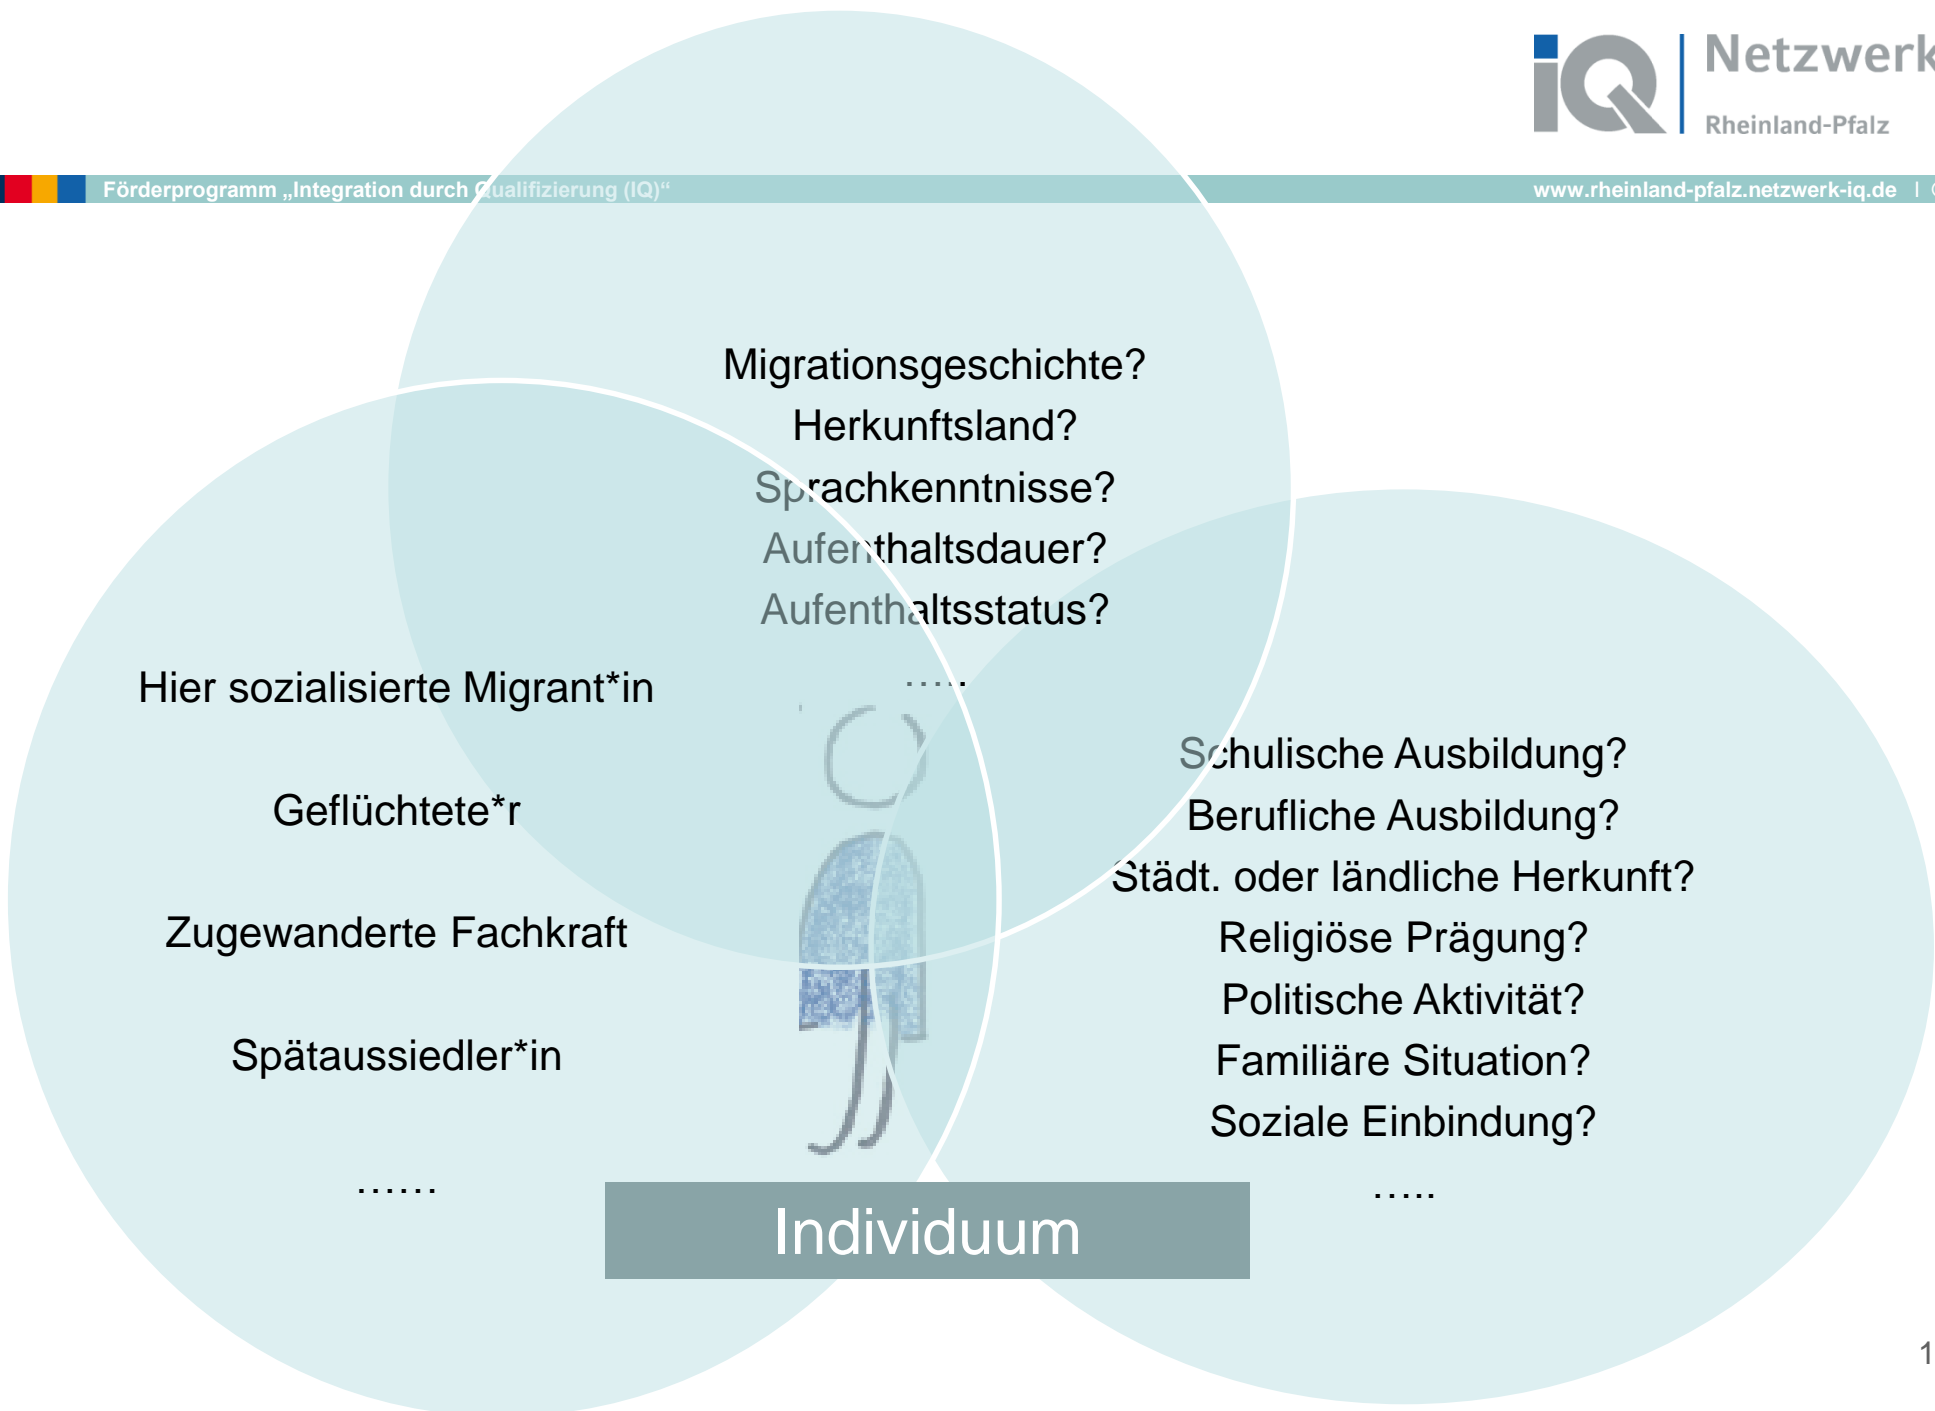 iQ Netzwerk
Rheinland-Pfalz
Förderprogramm „Integration durch Qualifizierung (IQ)“
www.rheinland-pfalz.netzwerk-iq.de I ©
Migrationsgeschichte?
Herkunftsland?
Sprachkenntnisse?
Aufenthaltsdauer?
Aufenthaltsstatus?
…..
Hier sozialisierte Migrant*in
Geflüchtete*r
Zugewanderte Fachkraft
Spätaussiedler*in
……
Schulische Ausbildung?
Berufliche Ausbildung?
Städt. oder ländliche Herkunft?
Religiöse Prägung?
Politische Aktivität?
Familiäre Situation?
Soziale Einbindung?
…..
Individuum
1